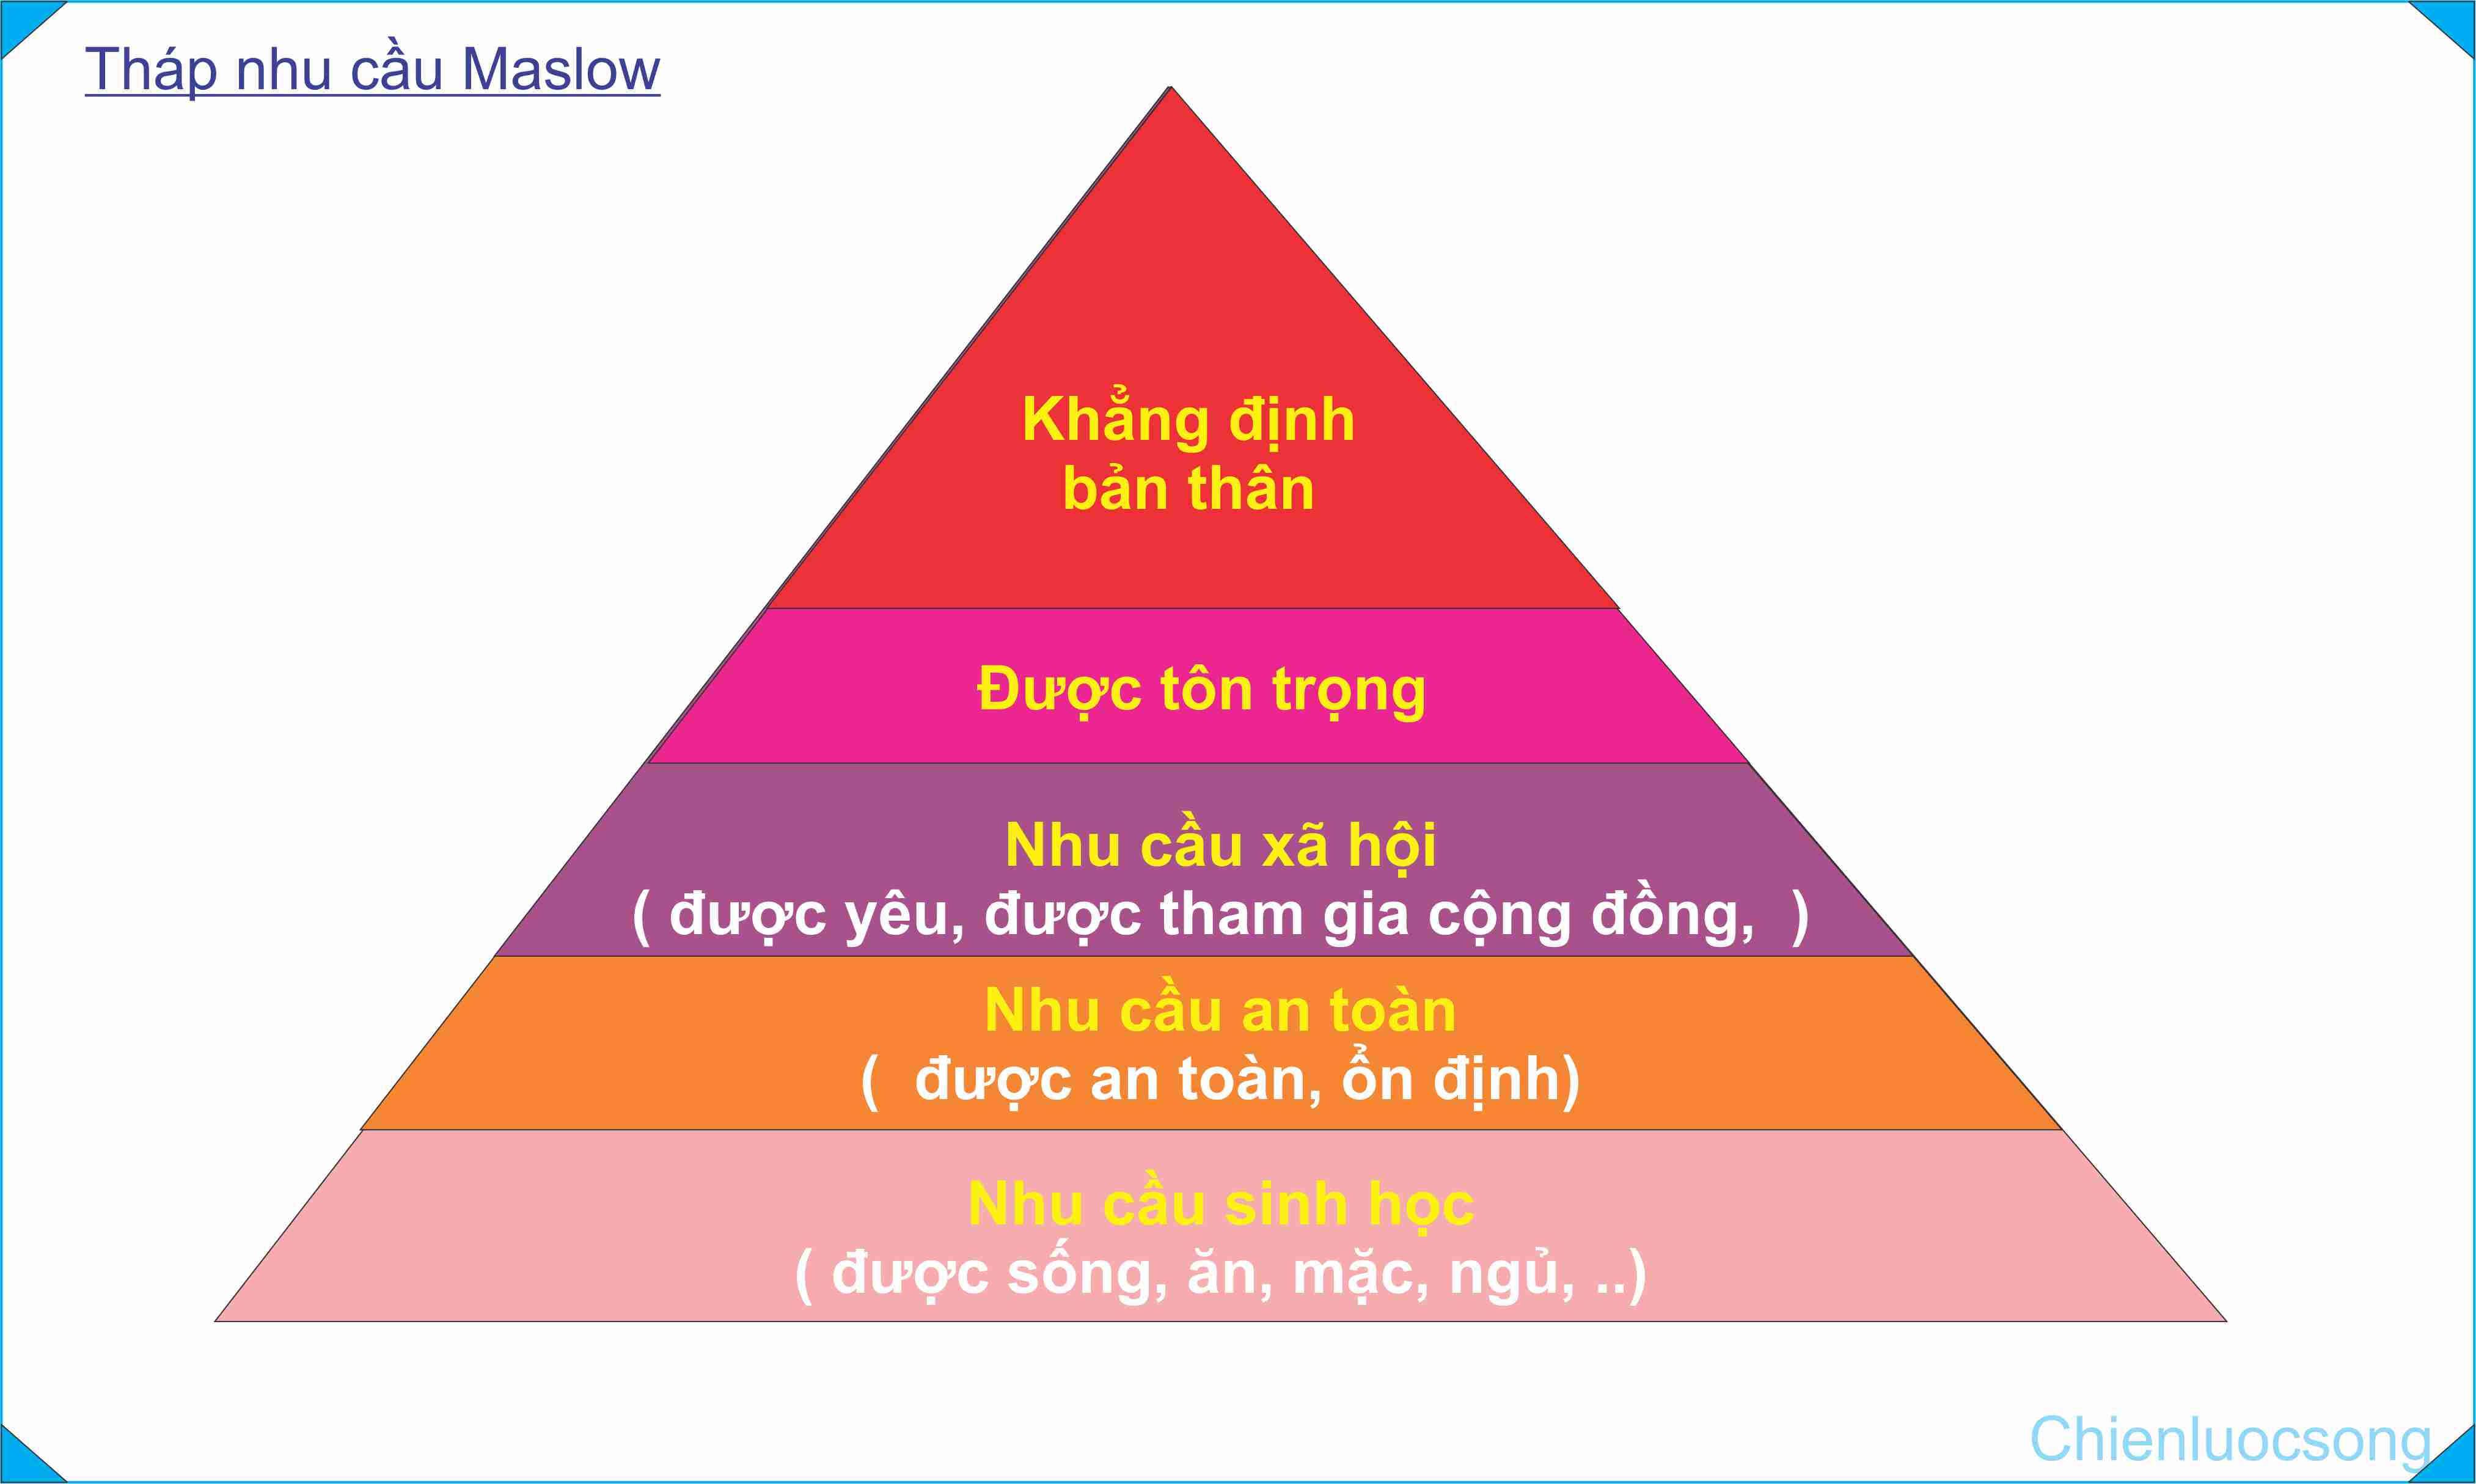 Tháp nhu cầu Maslow
Khẳng định
bản thân
Được tôn trọng
Nhu cầu xã hội
( được yêu, được tham gia cộng đồng,  )
Nhu cầu an toàn
(  được an toàn, ổn định)
Nhu cầu sinh học
( được sống, ăn, mặc, ngủ, ..)
Chienluocsong